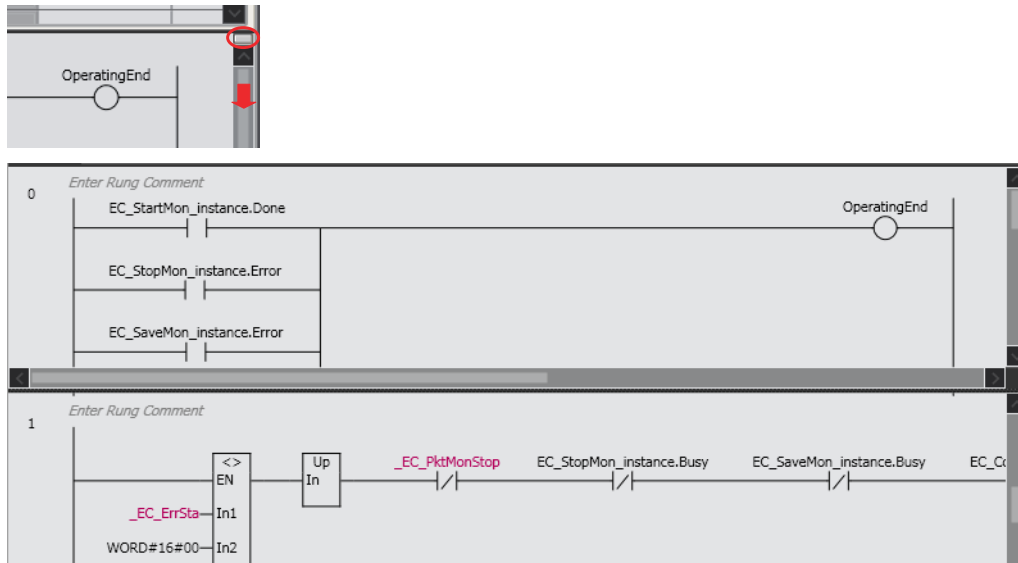 OperatingEnd
Enter Rung Comment
0
EC_StartMon_instance.Done
OperatingEnd
EC_StopMon_instance.Error
EC_SaveMon_instance.Error
Enter Rung Comment
1
<> Up _EC_PktMonStop EC_StopMon_instance.Busy EC_SaveMon_instance.Busy
EN In
_EC_ErrSta In1
WORD#16#00 In2